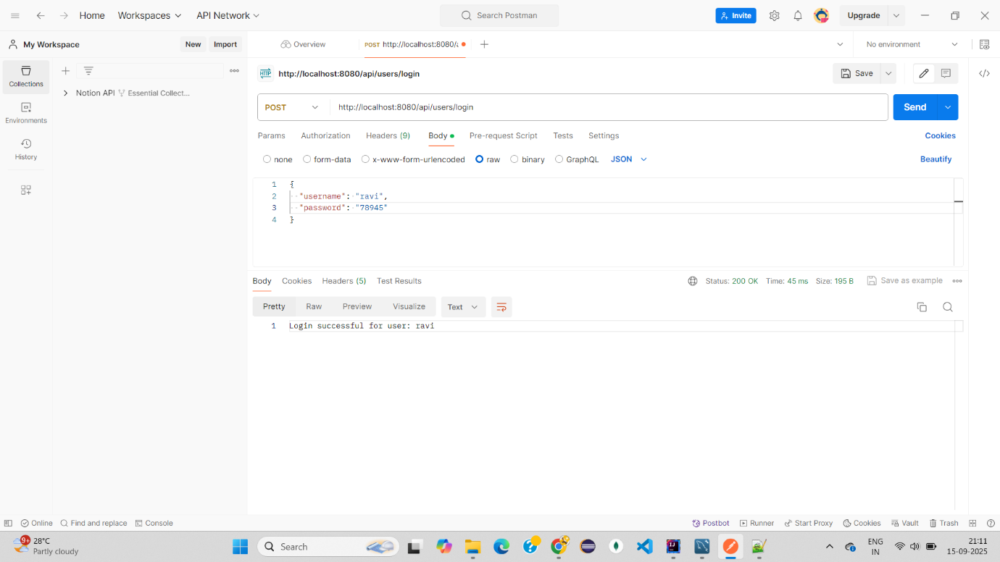 Home Workspaces API Network Search Postman Invite Upgrade
My Workspace New Import Overview POST http://localhost:8080/a No environment
Collections
Environments
History
Notion API Essential Collect...
HTTP http://localhost:8080/api/users/login Save
POST http://localhost:8080/api/users/login Send
Params Authorization Headers (9) Body Pre-request Script Tests Settings Cookies
none form-data x-www-form-urlencoded raw binary GraphQL JSON Beautify
1 {
2 "username": "ravi",
3 "password": "78945"
4 }
Body Cookies Headers (5) Test Results Status: 200 OK Time: 45 ms Size: 195 B Save as example
Pretty Raw Preview Visualize Text
1 Login successful for user: ravi
Online Find and replace Console Postbot Runner Start Proxy Cookies Vault Trash
9+ 28°C
Partly cloudy
Search
ENG
IN
21:11
15-09-2025